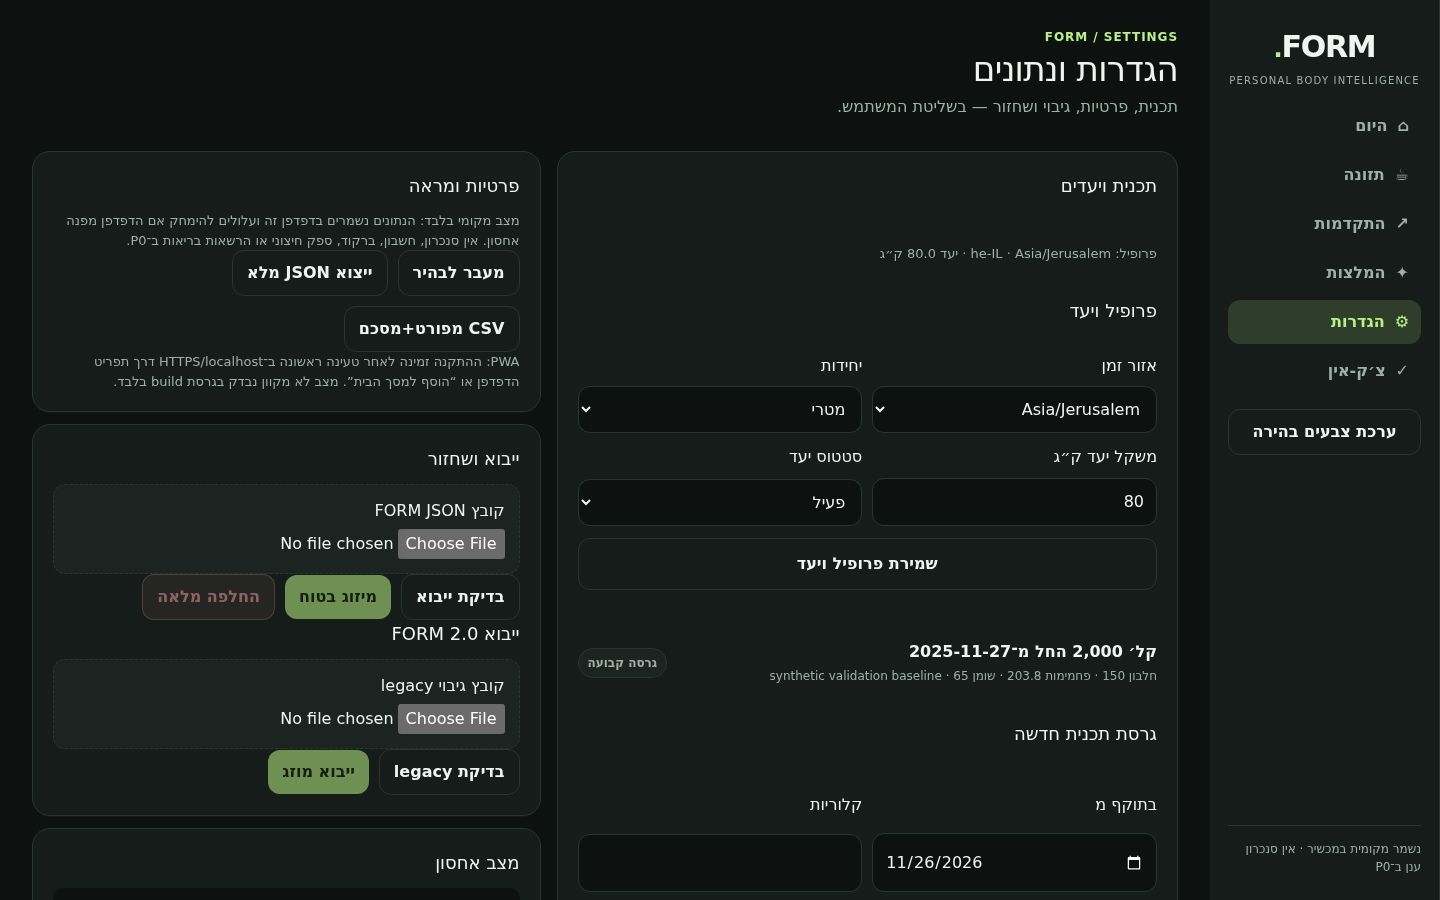 FORM.
PERSONAL BODY INTELLIGENCE
היום
תזונה
התקדמות
המלצות
הגדרות
צ׳ק-אין
ערכת צבעים בהירה
נשמר מקומית במכשיר · אין סנכרון
ענן ב־P0
FORM / SETTINGS
הגדרות ונתונים
תכנית, פרטיות, גיבוי ושחזור — בשליטת המשתמש.
תכנית ויעדים
פרופיל: he-IL · Asia/Jerusalem · יעד 80.0 ק״ג
פרופיל ויעד
אזור זמן
יחידות
Asia/Jerusalem
מטרי
משקל יעד ק״ג
סטטוס יעד
80
פעיל
שמירת פרופיל ויעד
קל׳ 2,000 החל מ־2025-11-27
חלבון 150 · פחמימות 203.8 · שומן 65 · synthetic validation baseline
גרסה קבועה
גרסת תכנית חדשה
בתוקף מ
קלוריות
11/26/2026
פרטיות ומראה
מצב מקומי בלבד: הנתונים נשמרים בדפדפן זה ועלולים להימחק אם הדפדפן מפנה
אחסון. אין סנכרון, חשבון, ברקוד, ספק חיצוני או הרשאות בריאות ב־P0.
מעבר לבהיר
ייצוא JSON מלא
CSV מפורט+מסכם
PWA: ההתקנה זמינה לאחר טעינה ראשונה ב־HTTPS/localhost דרך תפריט
הדפדפן או “הוסף למסך הבית”. מצב לא מקוון נבדק בגרסת build בלבד.
ייבוא ושחזור
קובץ FORM JSON
Choose File No file chosen
בדיקת ייבוא
מיזוג בטוח
החלפה מלאה
ייבוא FORM 2.0
קובץ גיבוי legacy
Choose File No file chosen
בדיקת legacy
ייבוא מוזג
מצב אחסון